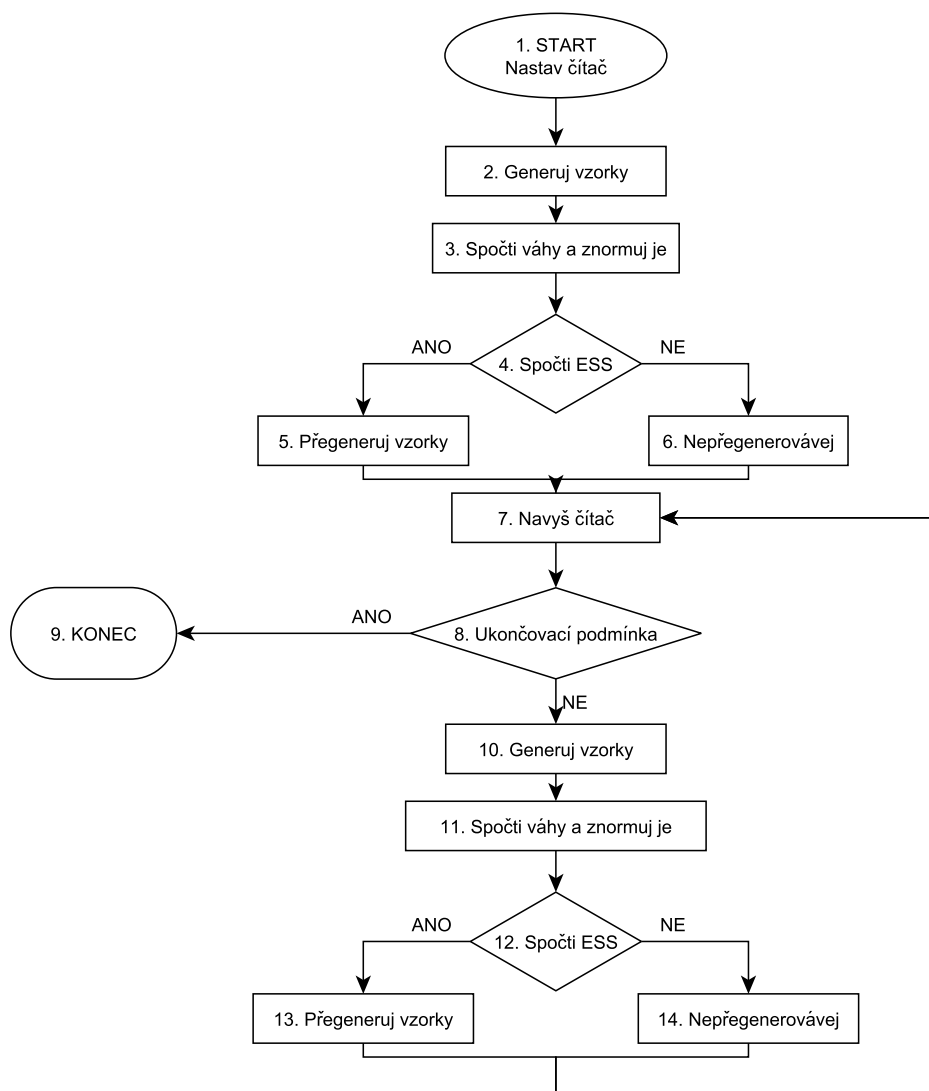 1. START
Nastav čítač
2. Generuj vzorky
3. Spočti váhy a znormuj je
ANO
NE
4. Spočti ESS
5. Přegeneruj vzorky
6. Nepřegenerovávej
7. Navyš čítač
ANO
9. KONEC
8. Ukončovací podmínka
NE
10. Generuj vzorky
11. Spočti váhy a znormuj je
ANO
NE
12. Spočti ESS
13. Přegeneruj vzorky
14. Nepřegenerovávej